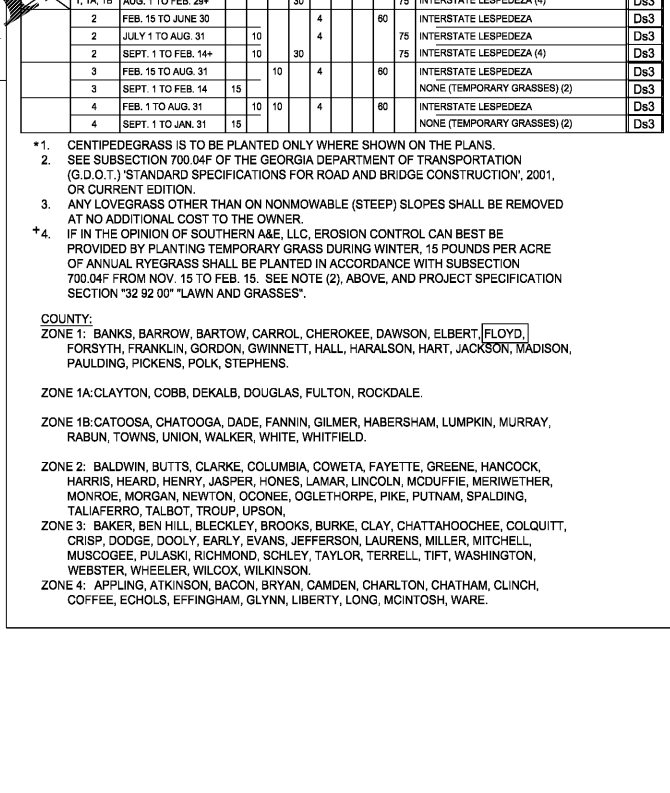 1, 1A, 1B AUG. 1 TO FEB. 29+ 30 75 INTERSTATE LESPEDEZA (4) Ds3
2 FEB. 15 TO JUNE 30 4 60 INTERSTATE LESPEDEZA Ds3
2 JULY 1 TO AUG. 31 10 4 75 INTERSTATE LESPEDEZA Ds3
2 SEPT. 1 TO FEB. 14+ 10 30 75 INTERSTATE LESPEDEZA (4) Ds3
3 FEB. 15 TO AUG. 31 10 4 60 INTERSTATE LESPEDEZA Ds3
3 SEPT. 1 TO FEB. 14 15 NONE (TEMPORARY GRASSES) (2) Ds3
4 FEB. 1 TO AUG. 31 10 10 4 60 INTERSTATE LESPEDEZA Ds3
4 SEPT. 1 TO JAN. 31 15 NONE (TEMPORARY GRASSES) (2) Ds3
*1. CENTIPEDEGRASS IS TO BE PLANTED ONLY WHERE SHOWN ON THE PLANS.
2. SEE SUBSECTION 700.04F OF THE GEORGIA DEPARTMENT OF TRANSPORTATION
(G.D.O.T.) 'STANDARD SPECIFICATIONS FOR ROAD AND BRIDGE CONSTRUCTION', 2001,
OR CURRENT EDITION.
3. ANY LOVEGRASS OTHER THAN ON NONMOWABLE (STEEP) SLOPES SHALL BE REMOVED
AT NO ADDITIONAL COST TO THE OWNER.
+4. IF IN THE OPINION OF SOUTHERN A&E, LLC, EROSION CONTROL CAN BEST BE
PROVIDED BY PLANTING TEMPORARY GRASS DURING WINTER, 15 POUNDS PER ACRE
OF ANNUAL RYEGRASS SHALL BE PLANTED IN ACCORDANCE WITH SUBSECTION
700.04F FROM NOV. 15 TO FEB. 15. SEE NOTE (2), ABOVE, AND PROJECT SPECIFICATION
SECTION "32 92 00" "LAWN AND GRASSES".
COUNTY:
ZONE 1: BANKS, BARROW, BARTOW, CARROL, CHEROKEE, DAWSON, ELBERT, FLOYD,
FORSYTH, FRANKLIN, GORDON, GWINNETT, HALL, HARALSON, HART, JACKSON, MADISON,
PAULDING, PICKENS, POLK, STEPHENS.
ZONE 1A:CLAYTON, COBB, DEKALB, DOUGLAS, FULTON, ROCKDALE.
ZONE 1B:CATOOSA, CHATOOGA, DADE, FANNIN, GILMER, HABERSHAM, LUMPKIN, MURRAY,
RABUN, TOWNS, UNION, WALKER, WHITE, WHITFIELD.
ZONE 2: BALDWIN, BUTTS, CLARKE, COLUMBIA, COWETA, FAYETTE, GREENE, HANCOCK,
HARRIS, HEARD, HENRY, JASPER, HONES, LAMAR, LINCOLN, MCDUFFIE, MERIWETHER,
MONROE, MORGAN, NEWTON, OCONEE, OGLETHORPE, PIKE, PUTNAM, SPALDING,
TALIAFERRO, TALBOT, TROUP, UPSON,
ZONE 3: BAKER, BEN HILL, BLECKLEY, BROOKS, BURKE, CLAY, CHATTAHOOCHEE, COLQUITT,
CRISP, DODGE, DOOLY, EARLY, EVANS, JEFFERSON, LAURENS, MILLER, MITCHELL,
MUSCOGEE, PULASKI, RICHMOND, SCHLEY, TAYLOR, TERRELL, TIFT, WASHINGTON,
WEBSTER, WHEELER, WILCOX, WILKINSON.
ZONE 4: APPLING, ATKINSON, BACON, BRYAN, CAMDEN, CHARLTON, CHATHAM, CLINCH,
COFFEE, ECHOLS, EFFINGHAM, GLYNN, LIBERTY, LONG, MCINTOSH, WARE.